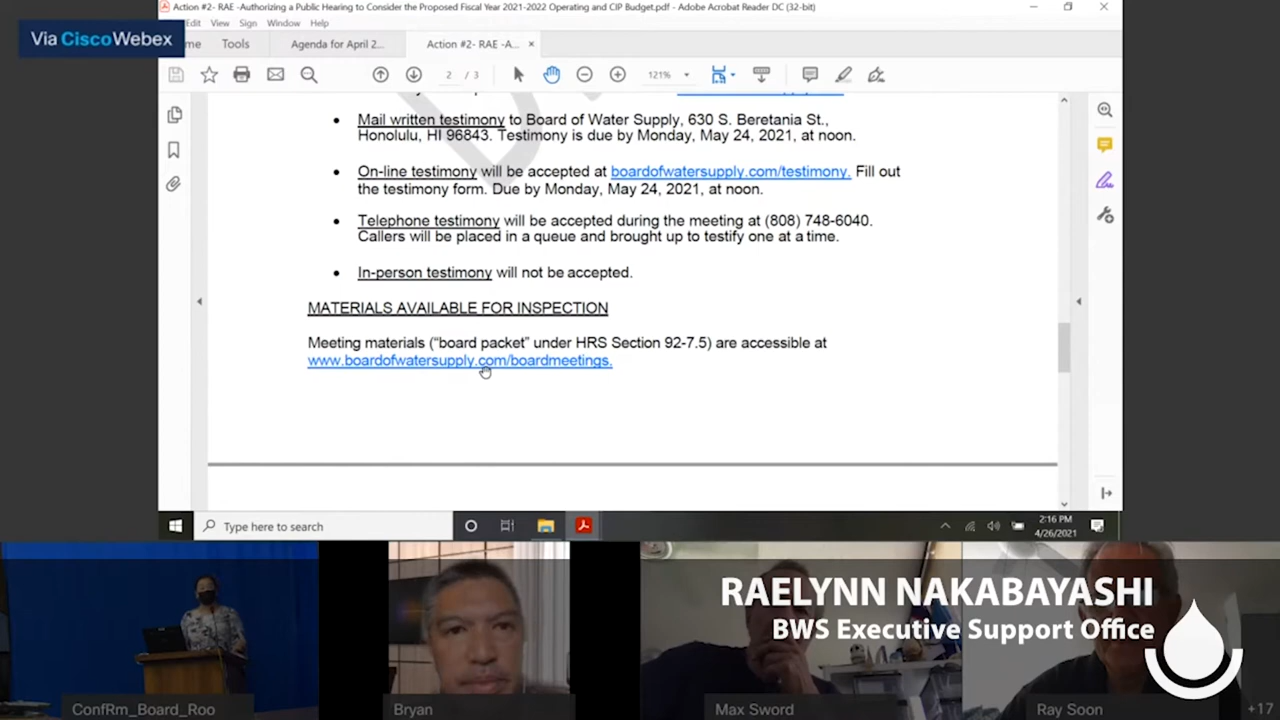 Action #2- RAE -Authorizing a Public Hearing to Consider the Proposed Fiscal Year 2021-2022 Operating and CIP Budget.pdf - Adobe Acrobat Reader DC (32-bit)
Edit View Sign Window Help
Via CiscoWebex
me Tools Agenda for April 2... Action #2- RAE -A... ×
2 / 3 121%
Mail written testimony to Board of Water Supply, 630 S. Beretania St.,
Honolulu, HI 96843. Testimony is due by Monday, May 24, 2021, at noon.
On-line testimony will be accepted at boardofwatersupply.com/testimony. Fill out
the testimony form. Due by Monday, May 24, 2021, at noon.
Telephone testimony will be accepted during the meeting at (808) 748-6040.
Callers will be placed in a queue and brought up to testify one at a time.
In-person testimony will not be accepted.
MATERIALS AVAILABLE FOR INSPECTION
Meeting materials (“board packet” under HRS Section 92-7.5) are accessible at
www.boardofwatersupply.com/boardmeetings.
Type here to search
2:16 PM
4/26/2021
RAELYNN NAKABAYASHI
BWS Executive Support Office
ConfRm_Board_Roo
Bryan
Max Sword
Ray Soon
+17